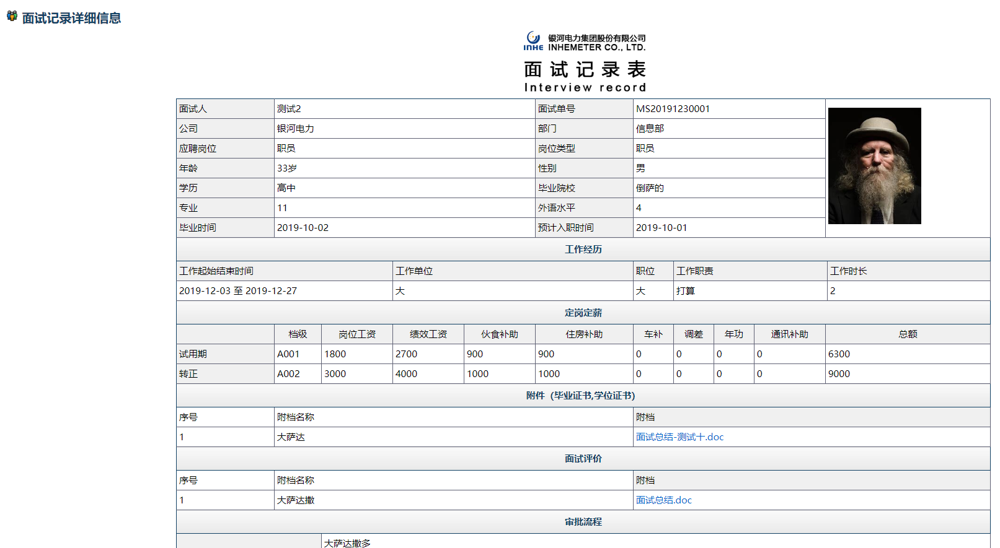 面试记录详细信息
银河电力集团股份有限公司
INHE INHEMETER CO., LTD.
面试记录表
Interview record
面试人 测试2 面试单号 MS20191230001
公司 银河电力 部门 信息部
应聘岗位 职员 岗位类型 职员
年龄 33岁 性别 男
学历 高中 毕业院校 倒萨的
专业 11 外语水平 4
毕业时间 2019-10-02 预计入职时间 2019-10-01
工作经历
工作起始结束时间 工作单位 职位 工作职责 工作时长
2019-12-03 至 2019-12-27 大 大 打算 2
定岗定薪
档级 岗位工资 绩效工资 伙食补助 住房补助 车补 调差 年功 通讯补助 总额
试用期 A001 1800 2700 900 900 0 0 0 0 6300
转正 A002 3000 4000 1000 1000 0 0 0 0 9000
附件（毕业证书,学位证书）
序号 附档名称 附档
1 大萨达 面试总结-测试十.doc
面试评价
序号 附档名称 附档
1 大萨达撒 面试总结.doc
审批流程
大萨达撒多